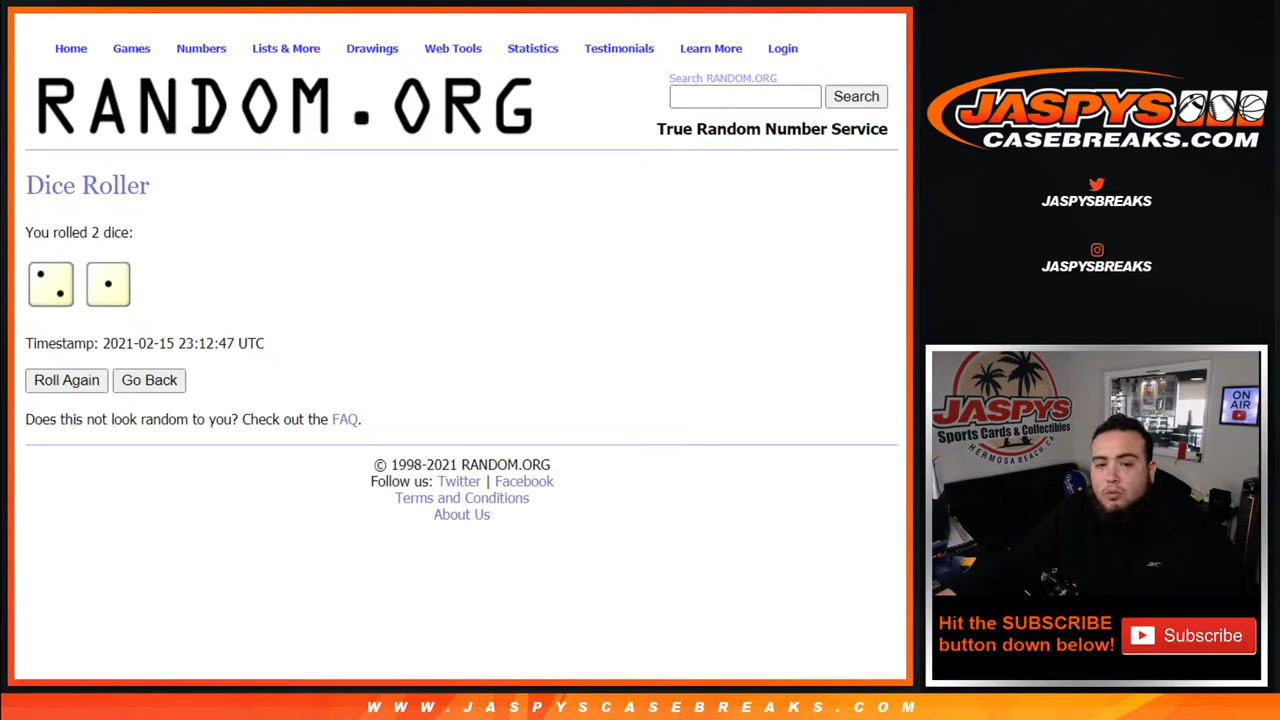 Home Games Numbers Lists & More Drawings Web Tools Statistics Testimonials Learn More Login
RANDOM.ORG
Search RANDOM.ORG
Search
True Random Number Service
Dice Roller
You rolled 2 dice:
Timestamp: 2021-02-15 23:12:47 UTC
Roll Again Go Back
Does this not look random to you? Check out the FAQ.
© 1998-2021 RANDOM.ORG
Follow us: Twitter | Facebook
Terms and Conditions
About Us
JASPYS
CASEBREAKS.COM
JASPYSBREAKS
JASPYSBREAKS
JASPYS
Sports Cards & Collectibles
HERMOSA BEACH, CA
ON
AIR
Hit the SUBSCRIBE
button down below!
Subscribe
WWW.JASPYSCASEBREAKS.COM